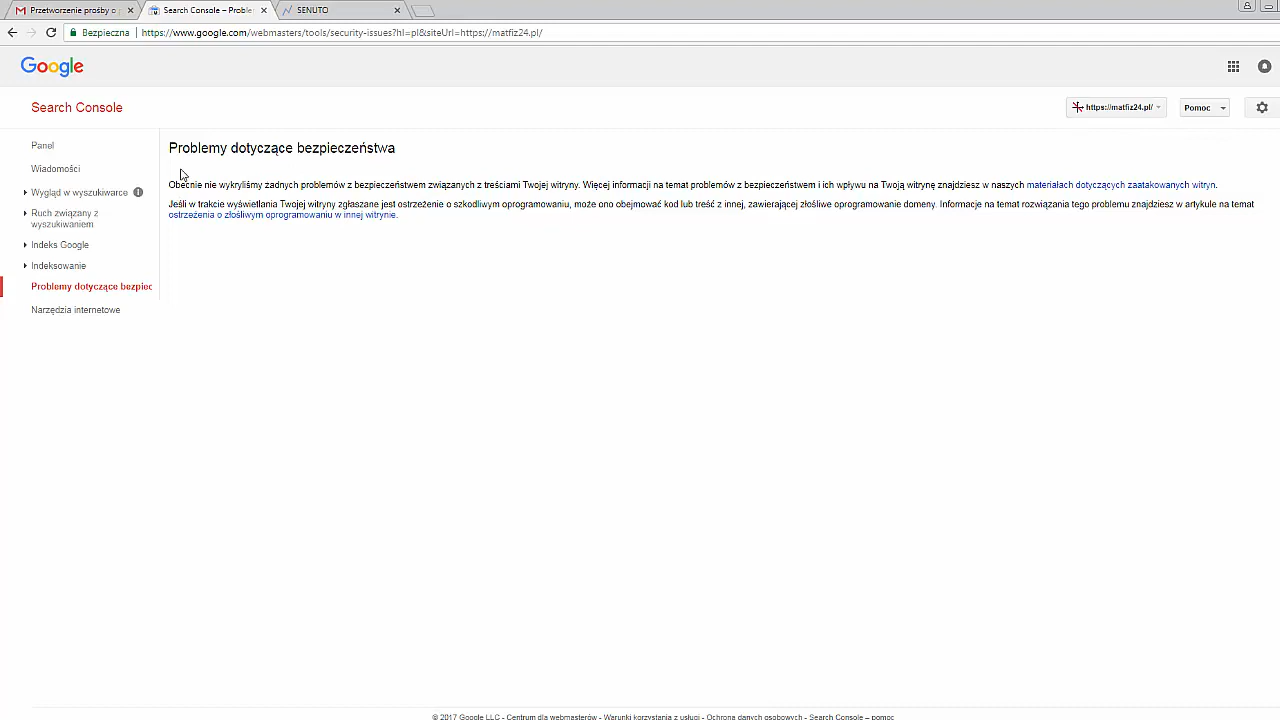 Przetworzenie prośby o
Search Console – Proble
SENUTO
Bezpieczna
https://www.google.com/webmasters/tools/security-issues?hl=pl&siteUrl=https://matfiz24.pl/
Google
Search Console
https://matfiz24.pl/
Pomoc
Panel
Wiadomości
Wygląd w wyszukiwarce
Ruch związany z
wyszukiwaniem
Indeks Google
Indeksowanie
Problemy dotyczące bezpiec
Narzędzia internetowe
Problemy dotyczące bezpieczeństwa
Obecnie nie wykryliśmy żadnych problemów z bezpieczeństwem związanych z treściami Twojej witryny. Więcej informacji na temat problemów z bezpieczeństwem i ich wpływu na Twoją witrynę znajdziesz w naszych materiałach dotyczących zaatakowanych witryn.
Jeśli w trakcie wyświetlania Twojej witryny zgłaszane jest ostrzeżenie o szkodliwym oprogramowaniu, może ono obejmować kod lub treść z innej, zawierającej złośliwe oprogramowanie domeny. Informacje na temat rozwiązania tego problemu znajdziesz w artykule na temat
ostrzeżenia o złośliwym oprogramowaniu w innej witrynie.
© 2017 Google LLC - Centrum dla webmasterów - Warunki korzystania z usługi - Ochrona danych osobowych - Search Console – pomoc